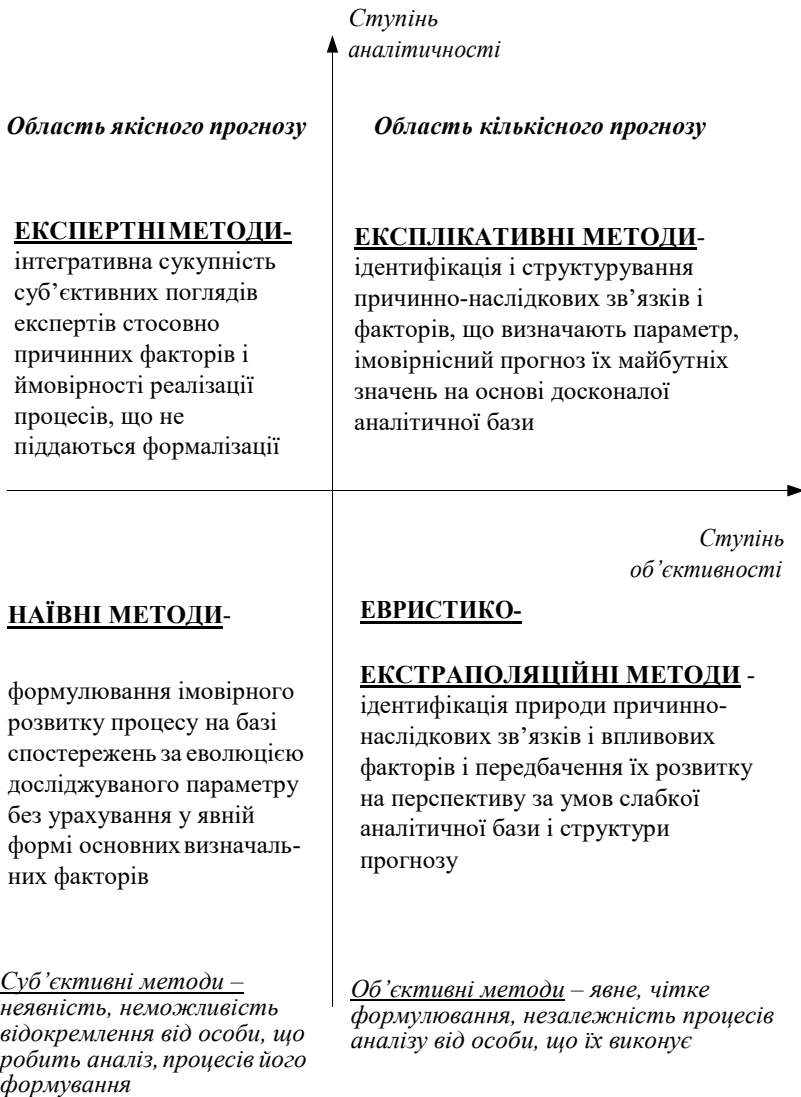 Ступінь
аналітичності
Область якісного прогнозу
Область кількісного прогнозу
ЕКСПЕРТНІ МЕТОДИ-
інтегративна сукупність
суб’єктивних поглядів
експертів стосовно
причинних факторів і
ймовірності реалізації
процесів, що не
піддаються формалізації
ЕКСПЛІКАТИВНІ МЕТОДИ-
ідентифікація і структурування
причинно-наслідкових зв’язків і
факторів, що визначають параметр,
імовірнісний прогноз їх майбутніх
значень на основі досконалої
аналітичної бази
Ступінь
об’єктивності
НАЇВНІ МЕТОДИ-
формулювання імовірного
розвитку процесу на базі
спостережень за еволюцією
досліджуваного параметру
без урахування у явній
формі основних визначаль-
них факторів
ЕВРИСТИКО-
ЕКСТРАПОЛЯЦІЙНІ МЕТОДИ -
ідентифікація природи причинно-
наслідкових зв’язків і впливових
факторів і передбачення їх розвитку
на перспективу за умов слабкої
аналітичної бази і структури
прогнозу
Суб’єктивні методи –
неявність, неможливість
відокремлення від особи, що
робить аналіз, процесів його
формування
Об’єктивні методи – явне, чітке
формулювання, незалежність процесів
аналізу від особи, що їх виконує